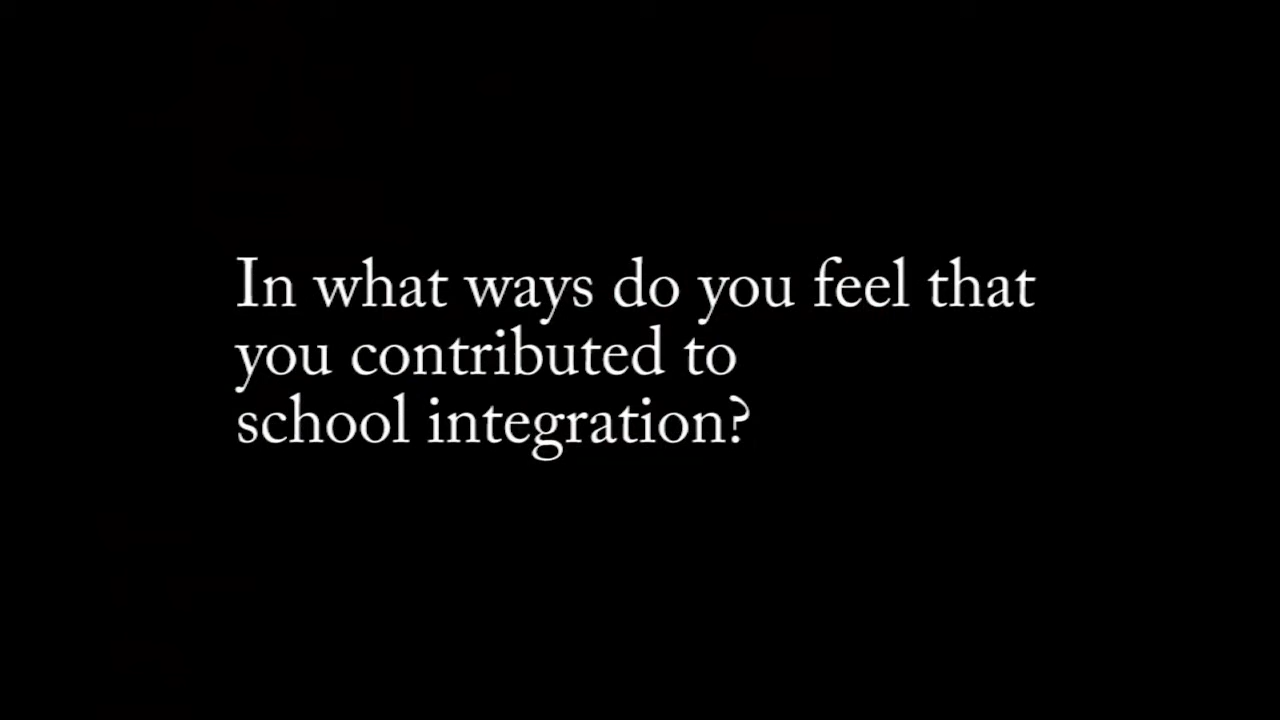 In what ways do you feel that
you contributed to
school integration?